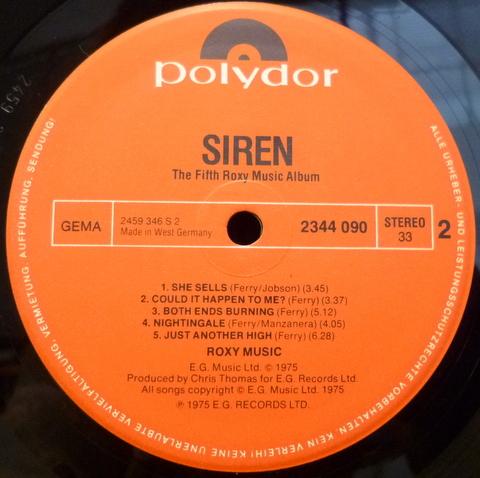 polydor
SIREN
The Fifth Roxy Music Album
GEMA
2459 346 S 2
Made in West Germany
2344 090
STEREO
33
2
1. SHE SELLS (Ferry/Jobson) (3.45)
2. COULD IT HAPPEN TO ME? (Ferry) (3.37)
3. BOTH ENDS BURNING (Ferry) (5.12)
4. NIGHTINGALE (Ferry/Manzanera) (4.05)
5. JUST ANOTHER HIGH (Ferry) (6.28)
ROXY MUSIC
E.G. Music Ltd. © 1975
Produced by Chris Thomas for E.G. Records Ltd.
All songs copyright © E.G. Music Ltd. 1975
℗ 1975 E.G. RECORDS LTD.
ALLE URHEBER- UND LEISTUNGSSCHUTZRECHTE VORBEHALTEN. KEIN VERLEIH! KEINE UNERLAUBTE VERVIELFÄLTIGUNG, VERMIETUNG, AUFFÜHRUNG, SENDUNG!
2459